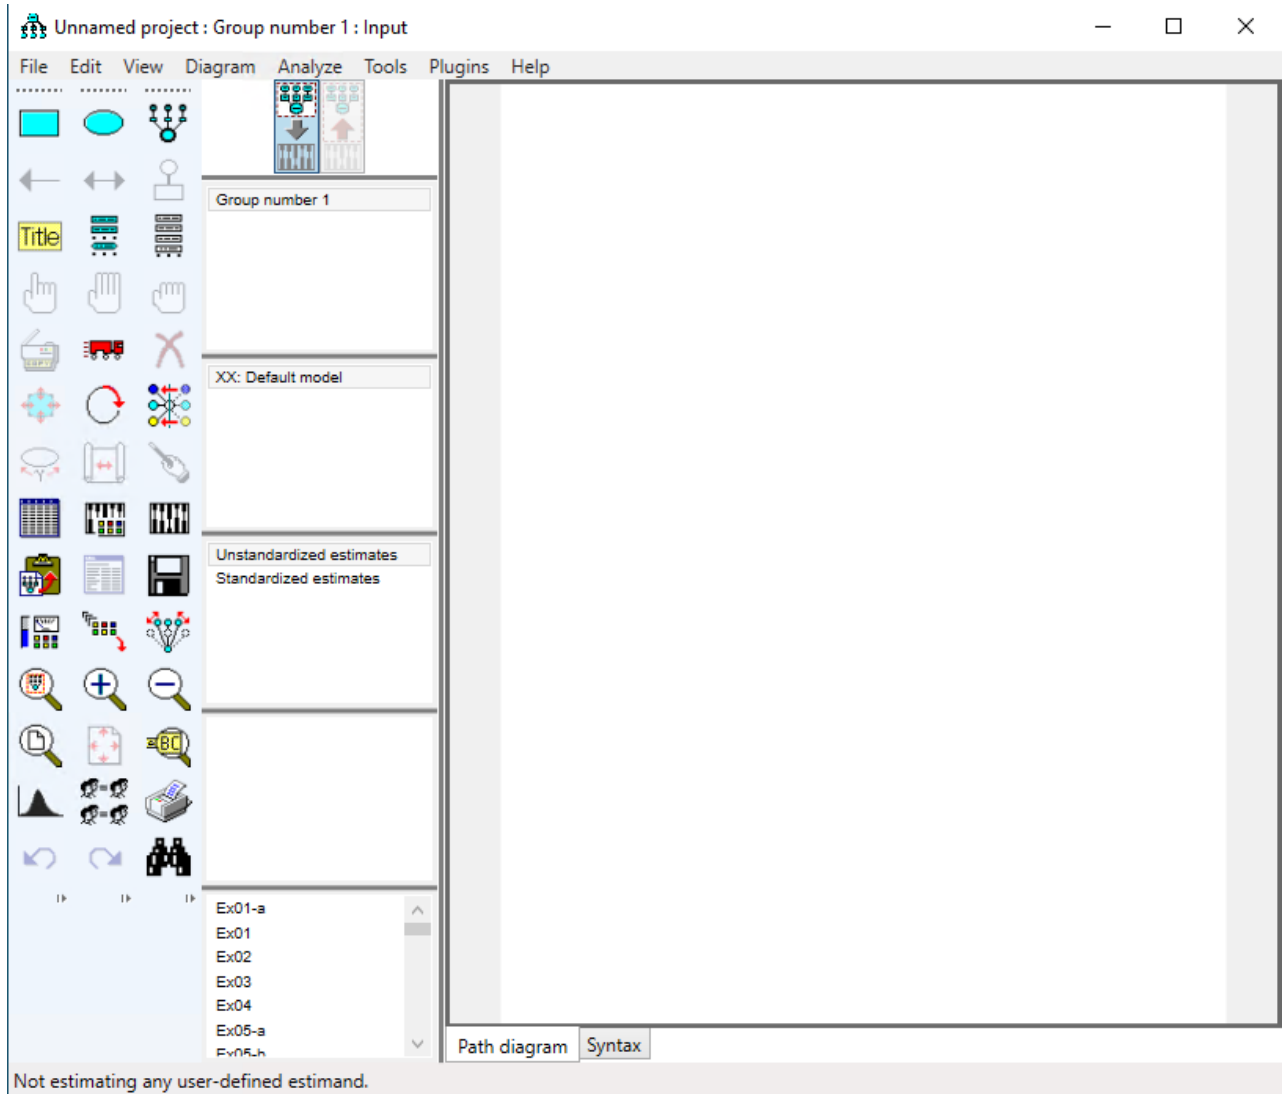 Unnamed project : Group number 1 : Input
File Edit View Diagram Analyze Tools Plugins Help
Group number 1
Title
XX: Default model
Unstandardized estimates
Standardized estimates
Ex01-a
Ex01
Ex02
Ex03
Ex04
Ex05-a
Ex05-b
Path diagram Syntax
Not estimating any user-defined estimand.